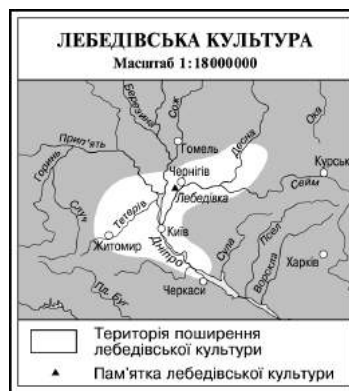 ЛЕБЕДІВСЬКА КУЛЬТУРА
Масштаб 1:18000000
Березина
Сож
Десна
Ока
Гомель
Прип'ять
Горинь
Чернігів
Курськ
Лебедівка
Сейм
Случ
Тетерів
Київ
Житомир
Дніпро
Сула
Псел
Ворскла
Харків
Черкаси
Пд. Буг
Територія поширення
лебедівської культури
Пам'ятка лебедівської культури